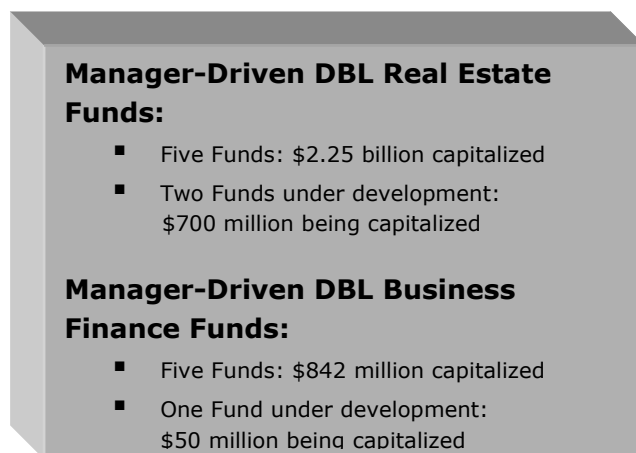 Manager-Driven DBL Real Estate
Funds:
▪ Five Funds: $2.25 billion capitalized
▪ Two Funds under development:
$700 million being capitalized
Manager-Driven DBL Business
Finance Funds:
▪ Five Funds: $842 million capitalized
▪ One Fund under development:
$50 million being capitalized